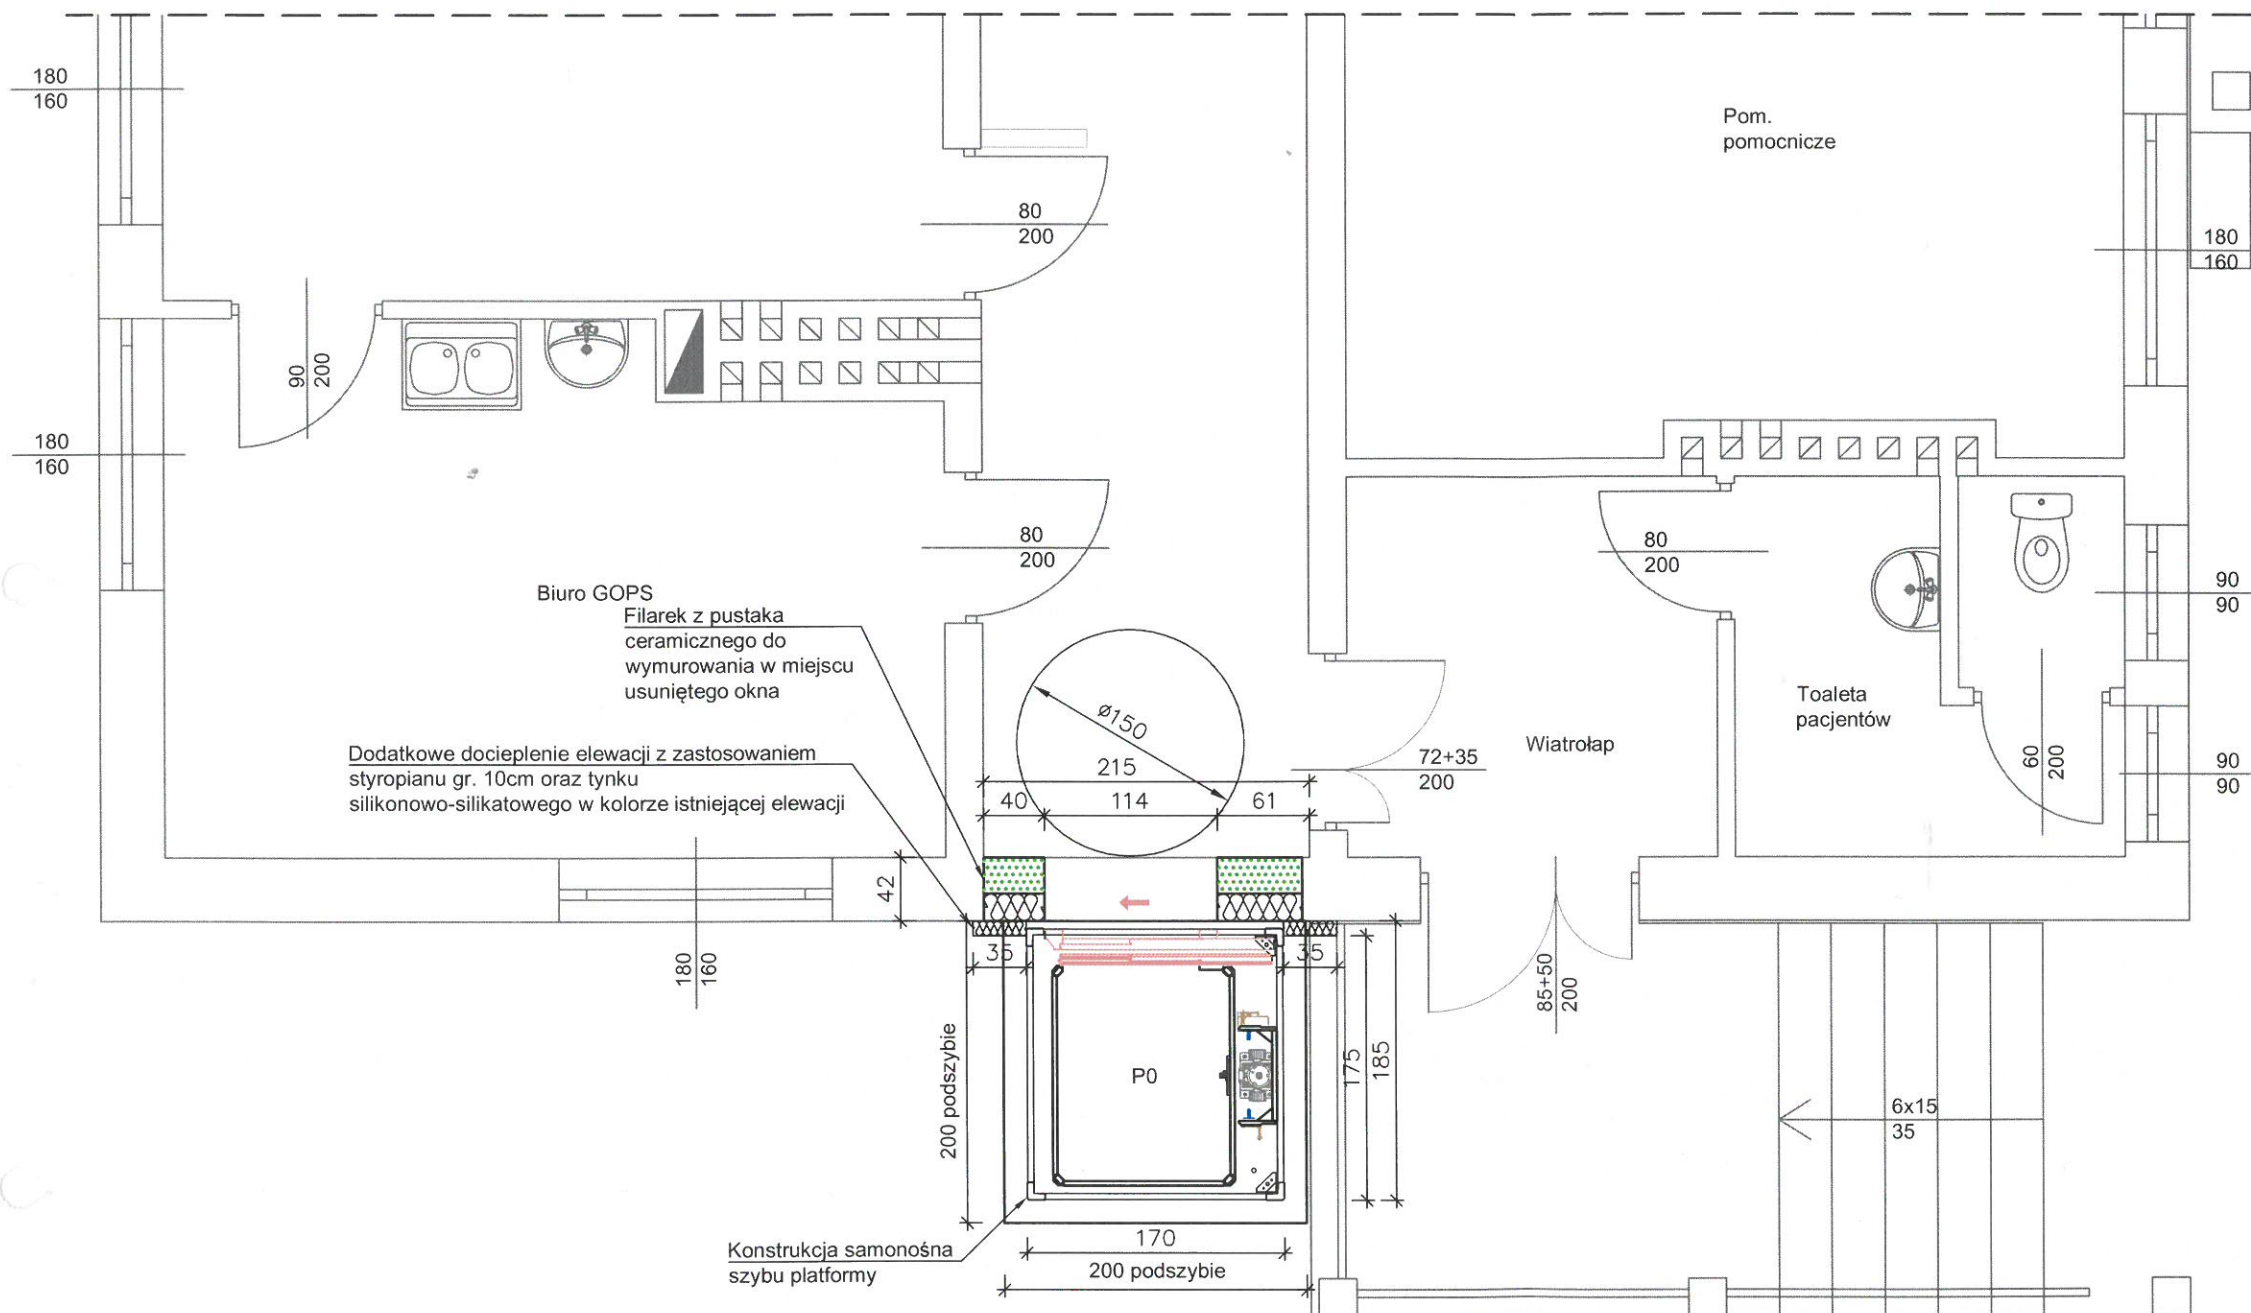 180
160
Pom.
pomocnicze
80
200
180
160
90
200
180
160
80
200
80
200
90
90
Biuro GOPS
Filarek z pustaka
ceramicznego do
wymurowania w miejscu
usuniętego okna
Toaleta
pacjentów
ø150
Wiatrołap
60
200
90
90
72+35
200
Dodatkowe docieplenie elewacji z zastosowaniem
styropianu gr. 10cm oraz tynku
silikonowo-silikatowego w kolorze istniejącej elewacji
215
40
114
61
42
180
160
35
35
85+50
200
200 podszybie
P0
175
185
6x15
35
170
200 podszybie
Konstrukcja samonośna
szybu platformy